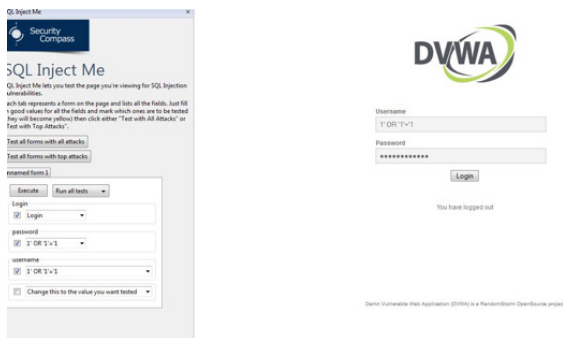 QL Inject Me
Security
Compass
SQL Inject Me
QL Inject Me lets you test the page you're viewing for SQL Injection
ulnerabilities.
ach tab represents a form on the page and lists all the fields. Just fill
n good values for all the fields and mark which ones are to be tested
they will become yellow) then click either "Test with All Attacks" or
Test with Top Attacks".
Test all forms with all attacks
Test all forms with top attacks
nnamed form 1
Execute
Run all tests
Login
Login
password
1' OR '1'='1
username
1' OR '1'='1
Change this to the value you want tested
DVWA
Username
1' OR '1'='1
Password
Login
You have logged out
Damn Vulnerable Web Application (DVWA) is a RandomStorm OpenSource projec